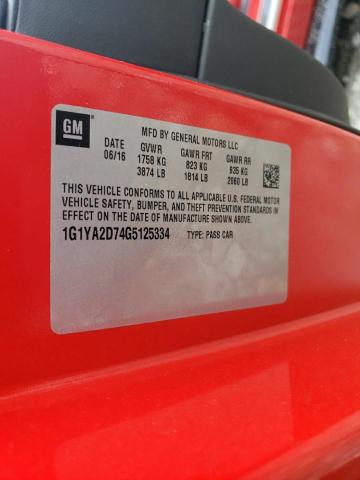 GM
MFD BY GENERAL MOTORS LLC
DATE GVWR GAWR FRT GAWR RR
06/16 1758 KG 823 KG 935 KG
3874 LB 1814 LB 2060 LB
THIS VEHICLE CONFORMS TO ALL APPLICABLE U.S. FEDERAL MOTOR
VEHICLE SAFETY, BUMPER, AND THEFT PREVENTION STANDARDS IN
EFFECT ON THE DATE OF MANUFACTURE SHOWN ABOVE.
1G1YA2D74G5125334 TYPE: PASS CAR